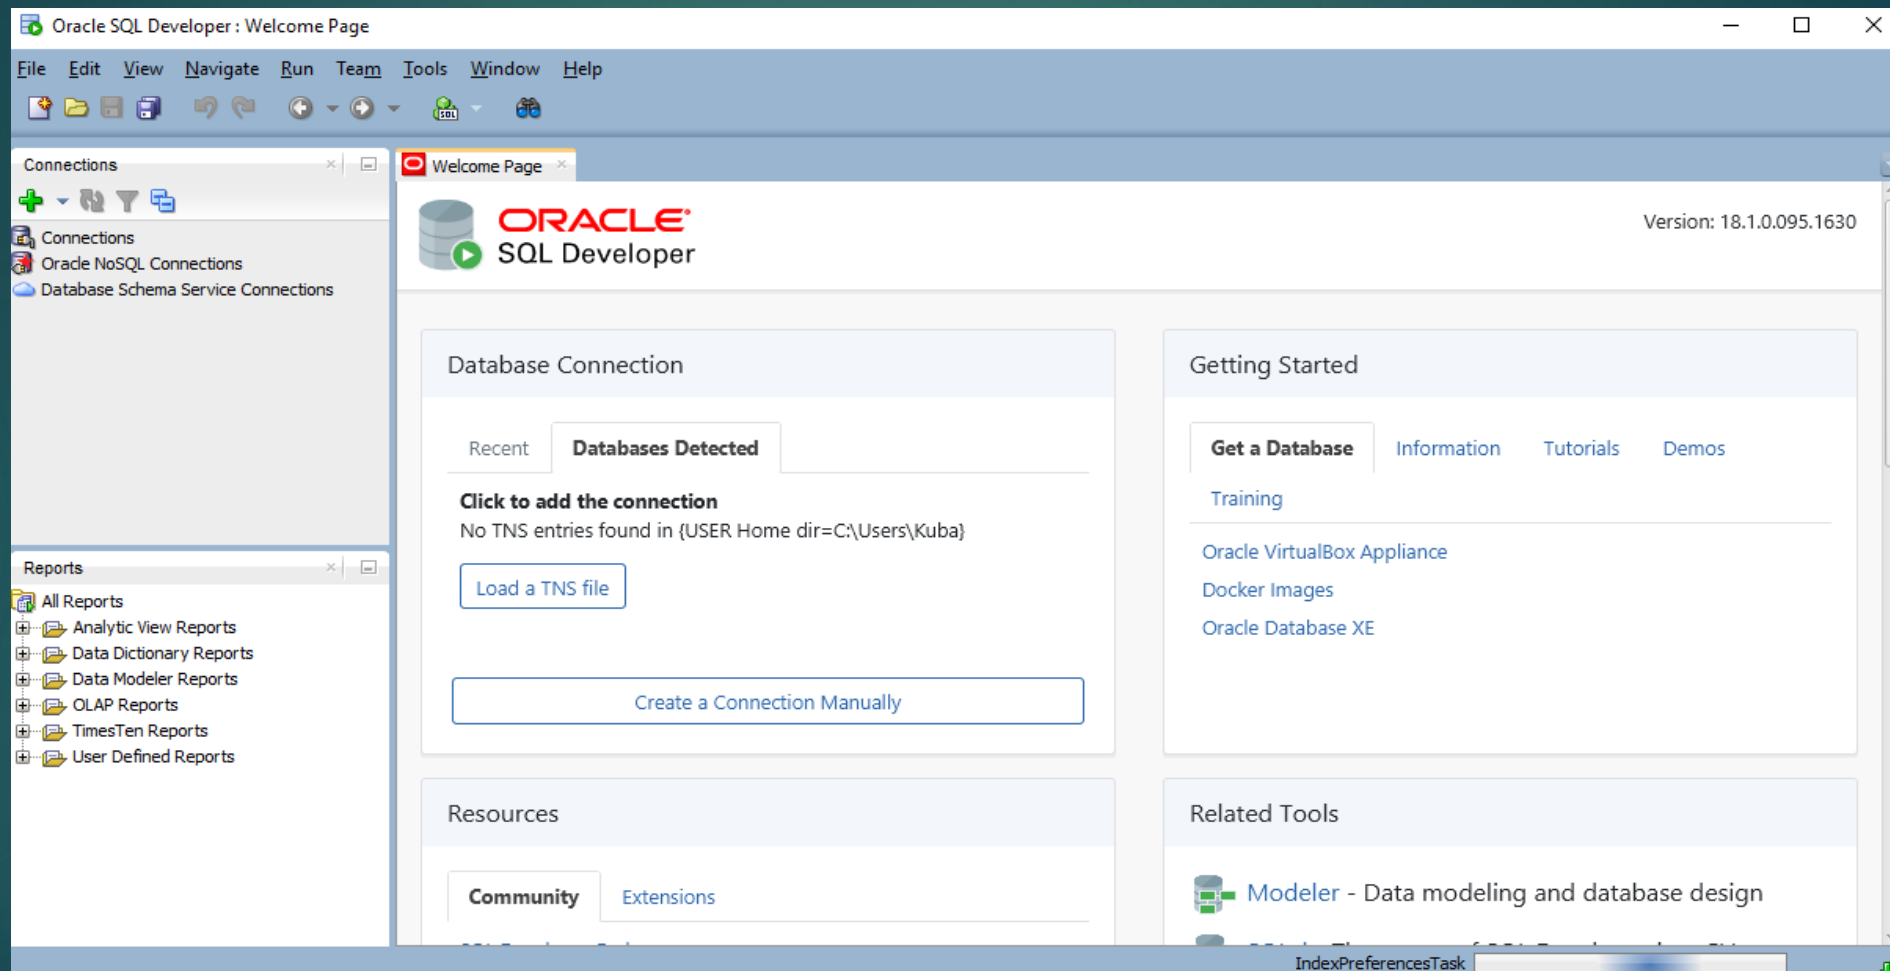 Oracle SQL Developer : Welcome Page
File Edit View Navigate Run Team Tools Window Help
SQL
Connections
Connections
Oracle NoSQL Connections
Database Schema Service Connections
Reports
All Reports
Analytic View Reports
Data Dictionary Reports
Data Modeler Reports
OLAP Reports
TimesTen Reports
User Defined Reports
Welcome Page
ORACLE
SQL Developer
Version: 18.1.0.095.1630
Database Connection
Recent Databases Detected
Click to add the connection
No TNS entries found in {USER Home dir=C:\Users\Kuba}
Load a TNS file
Create a Connection Manually
Getting Started
Get a Database Information Tutorials Demos
Training
Oracle VirtualBox Appliance
Docker Images
Oracle Database XE
Resources
Community Extensions
Related Tools
Modeler - Data modeling and database design
IndexPreferencesTask